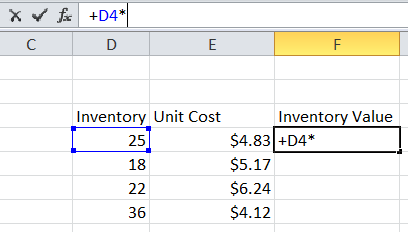 fx +D4*
C D E F
Inventory Unit Cost Inventory Value
25 $4.83 +D4*
18 $5.17
22 $6.24
36 $4.12